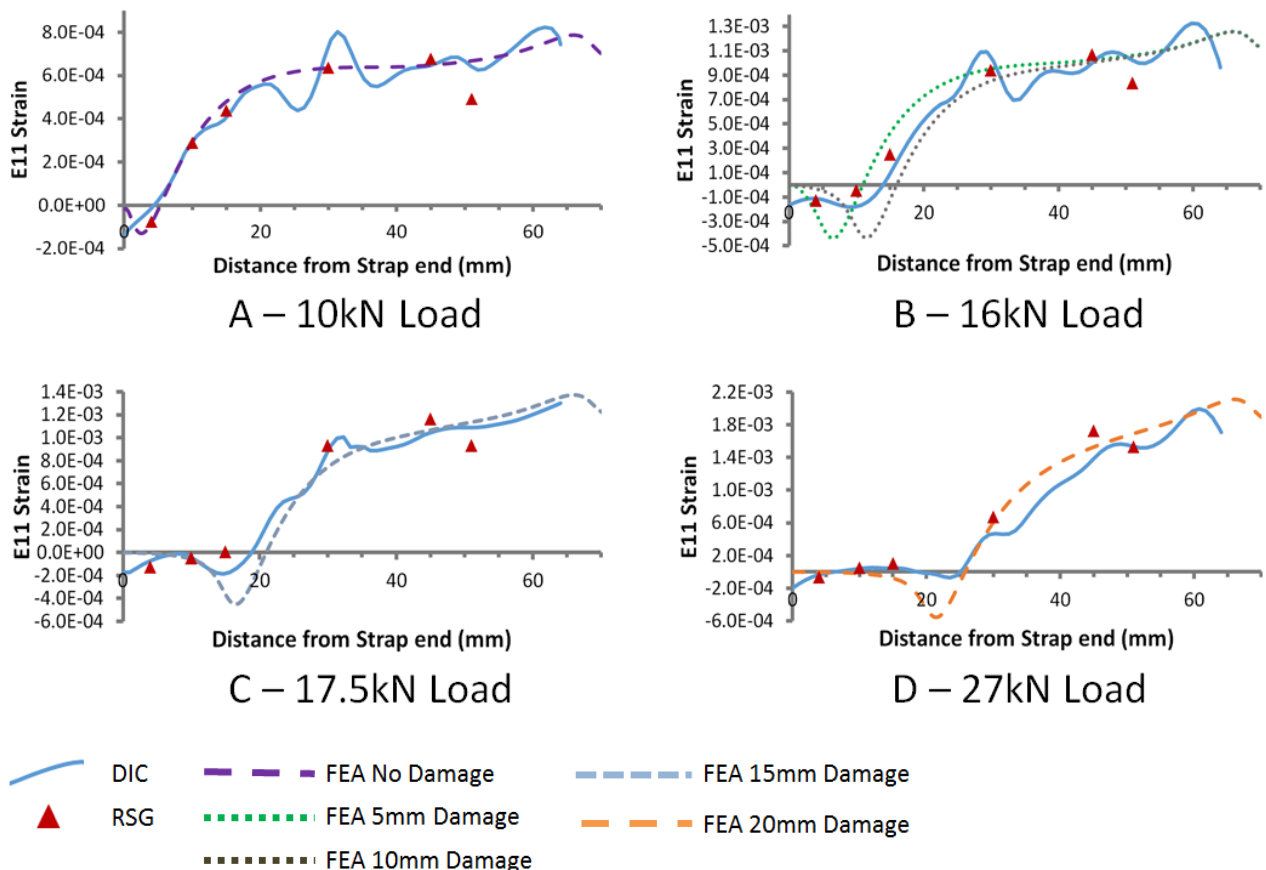 8.0E-04
6.0E-04
4.0E-04
2.0E-04
0.0E+00
-2.0E-04
E11 Strain
0 20 40 60
Distance from Strap end (mm)
A – 10kN Load
1.3E-03
1.1E-03
9.0E-04
7.0E-04
5.0E-04
3.0E-04
1.0E-04
-1.0E-04
-3.0E-04
-5.0E-04
E11 Strain
0 20 40 60
Distance from Strap end (mm)
B – 16kN Load
1.4E-03
1.2E-03
1.0E-03
8.0E-04
6.0E-04
4.0E-04
2.0E-04
0.0E+00
-2.0E-04
-4.0E-04
-6.0E-04
E11 Strain
0 20 40 60
Distance from Strap end (mm)
C – 17.5kN Load
2.2E-03
1.8E-03
1.4E-03
1.0E-03
6.0E-04
2.0E-04
-2.0E-04
-6.0E-04
E11 Strain
0 20 40 60
Distance from Strap end (mm)
D – 27kN Load
DIC
RSG
FEA No Damage
FEA 5mm Damage
FEA 10mm Damage
FEA 15mm Damage
FEA 20mm Damage